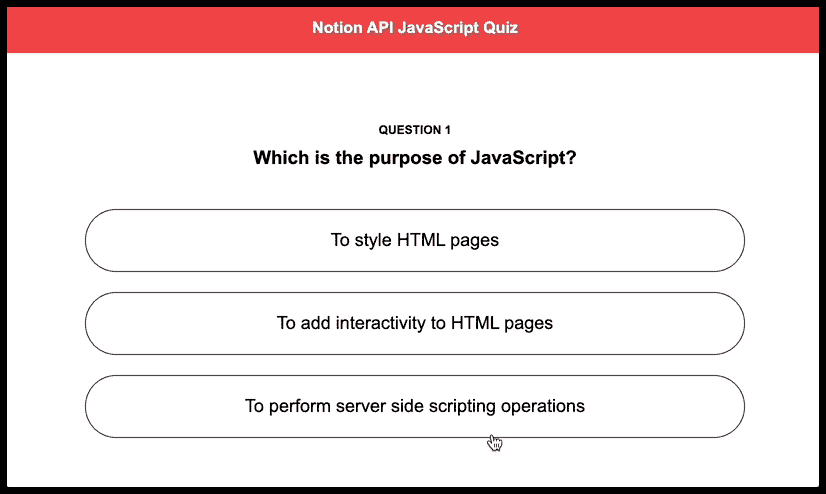 Notion API JavaScript Quiz
QUESTION 1
Which is the purpose of JavaScript?
To style HTML pages
To add interactivity to HTML pages
To perform server side scripting operations